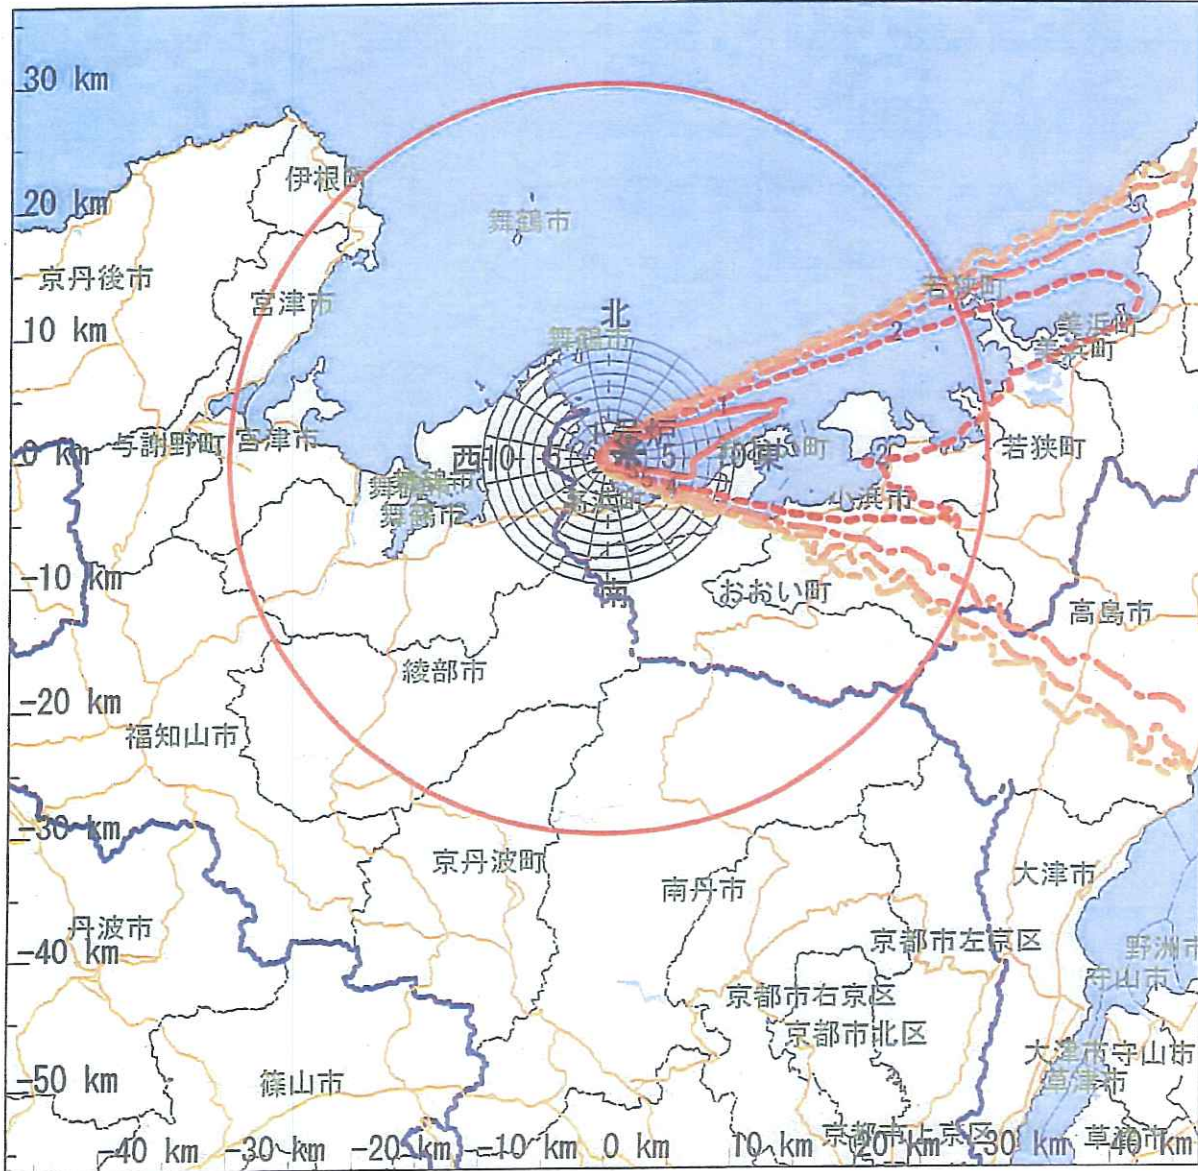 30 km
伊根町
20 km
舞鶴市
京丹後市
宮津市
若狭町
北
10 km
舞鶴市
2
美浜町
美浜町
1
0 km
与謝野町
宮津市
西
10
5
5
10
東
2
若狭町
舞鶴市
舞鶴市
高浜町
小浜市
-10 km
南
おおい町
高島市
綾部市
-20 km
福知山市
-30 km
京丹波町
南丹市
大津市
丹波市
-40 km
京都市左京区
野洲市
守山市
京都市右京区
京都市北区
大津市
守山市
草津市
-50 km
篠山市
京都市上京区
-40 km
-30 km
-20 km
-10 km
0 km
10 km
20 km
30 km
40 km